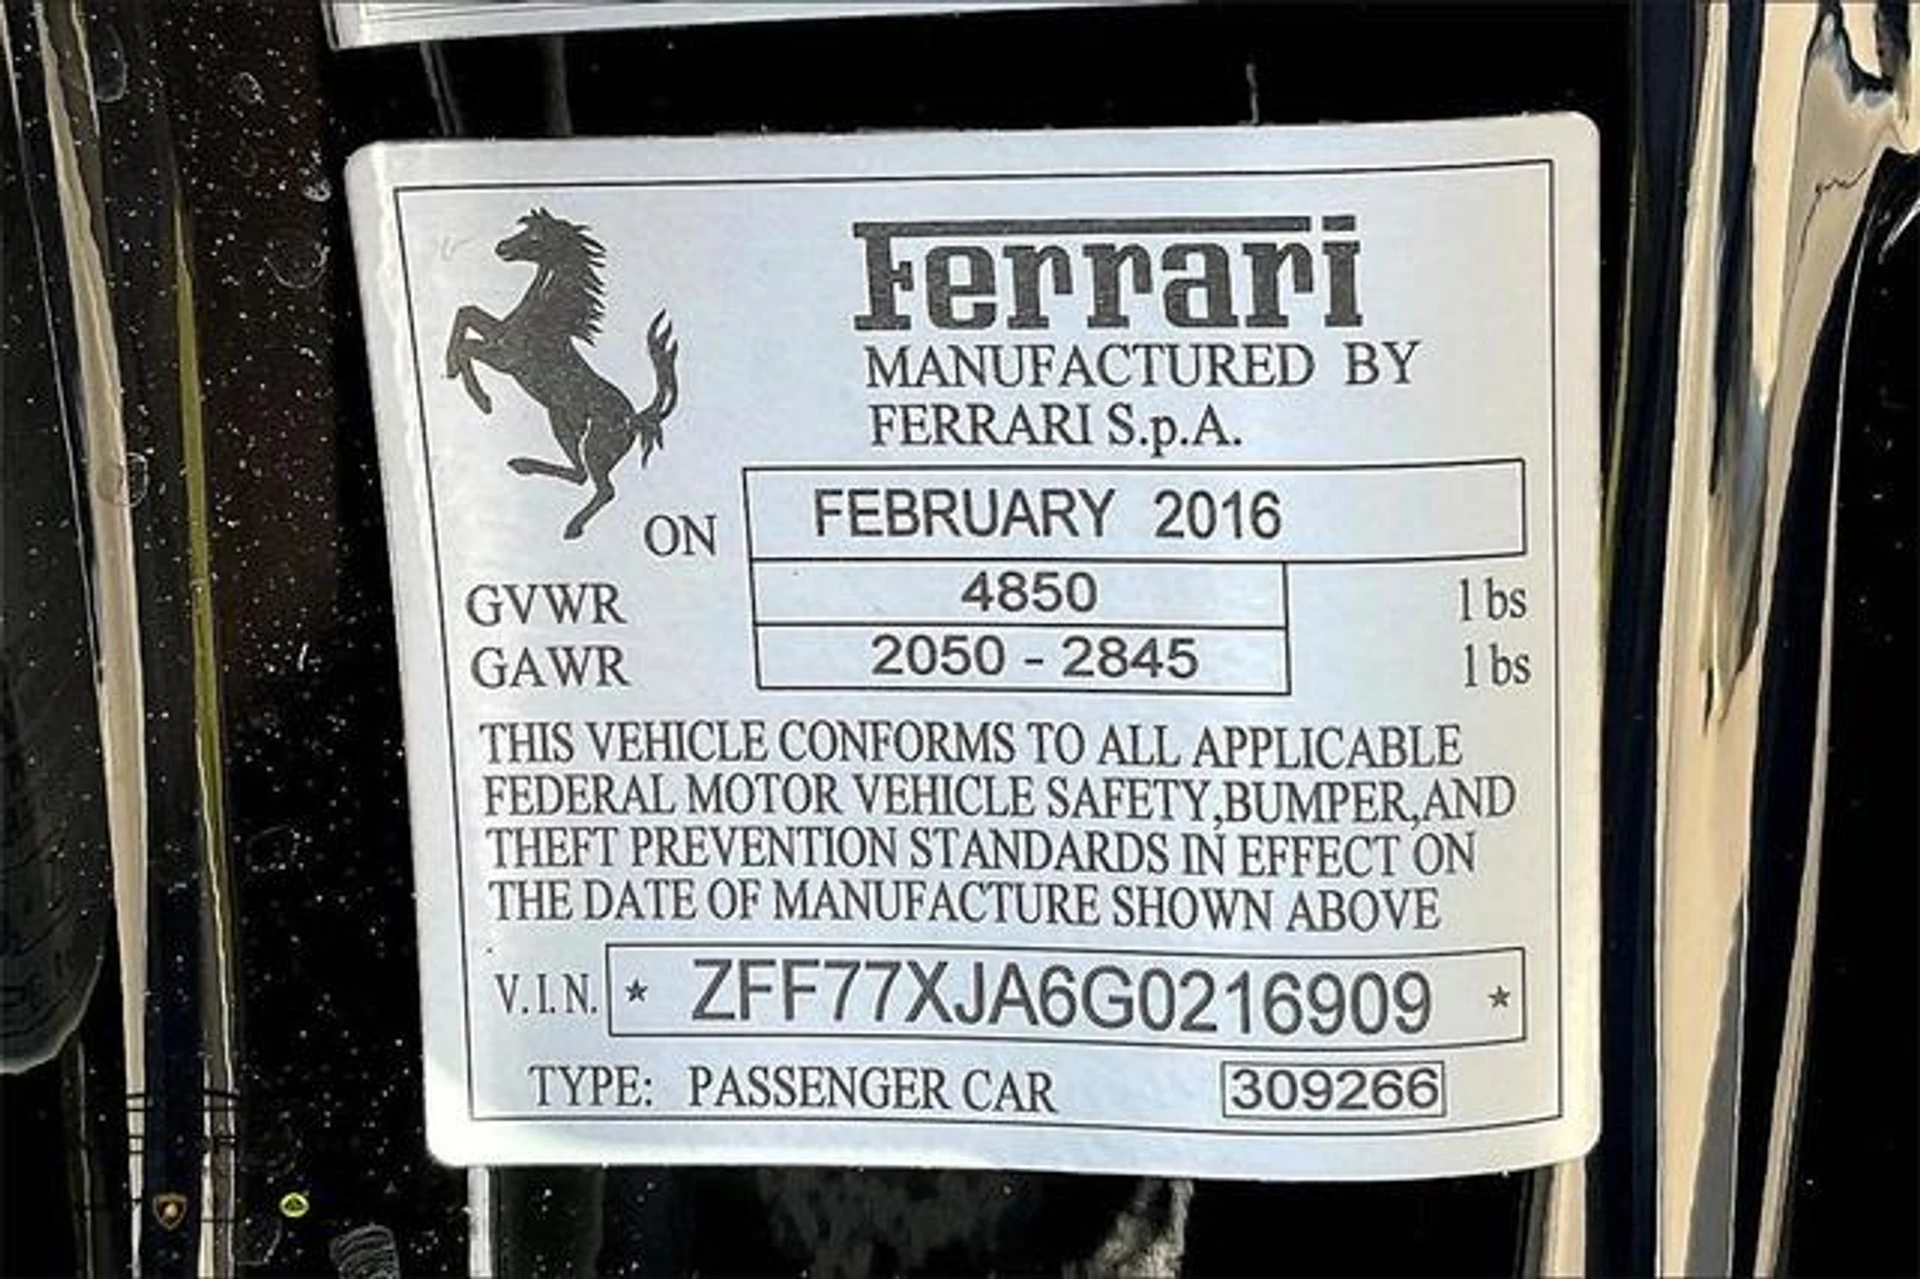 Ferrari
MANUFACTURED BY
FERRARI S.p.A.
ON FEBRUARY 2016
GVWR 4850 lbs
GAWR 2050 - 2845 lbs
THIS VEHICLE CONFORMS TO ALL APPLICABLE
FEDERAL MOTOR VEHICLE SAFETY,BUMPER,AND
THEFT PREVENTION STANDARDS IN EFFECT ON
THE DATE OF MANUFACTURE SHOWN ABOVE
V.I.N. * ZFF77XJA6G0216909 *
TYPE: PASSENGER CAR 309266